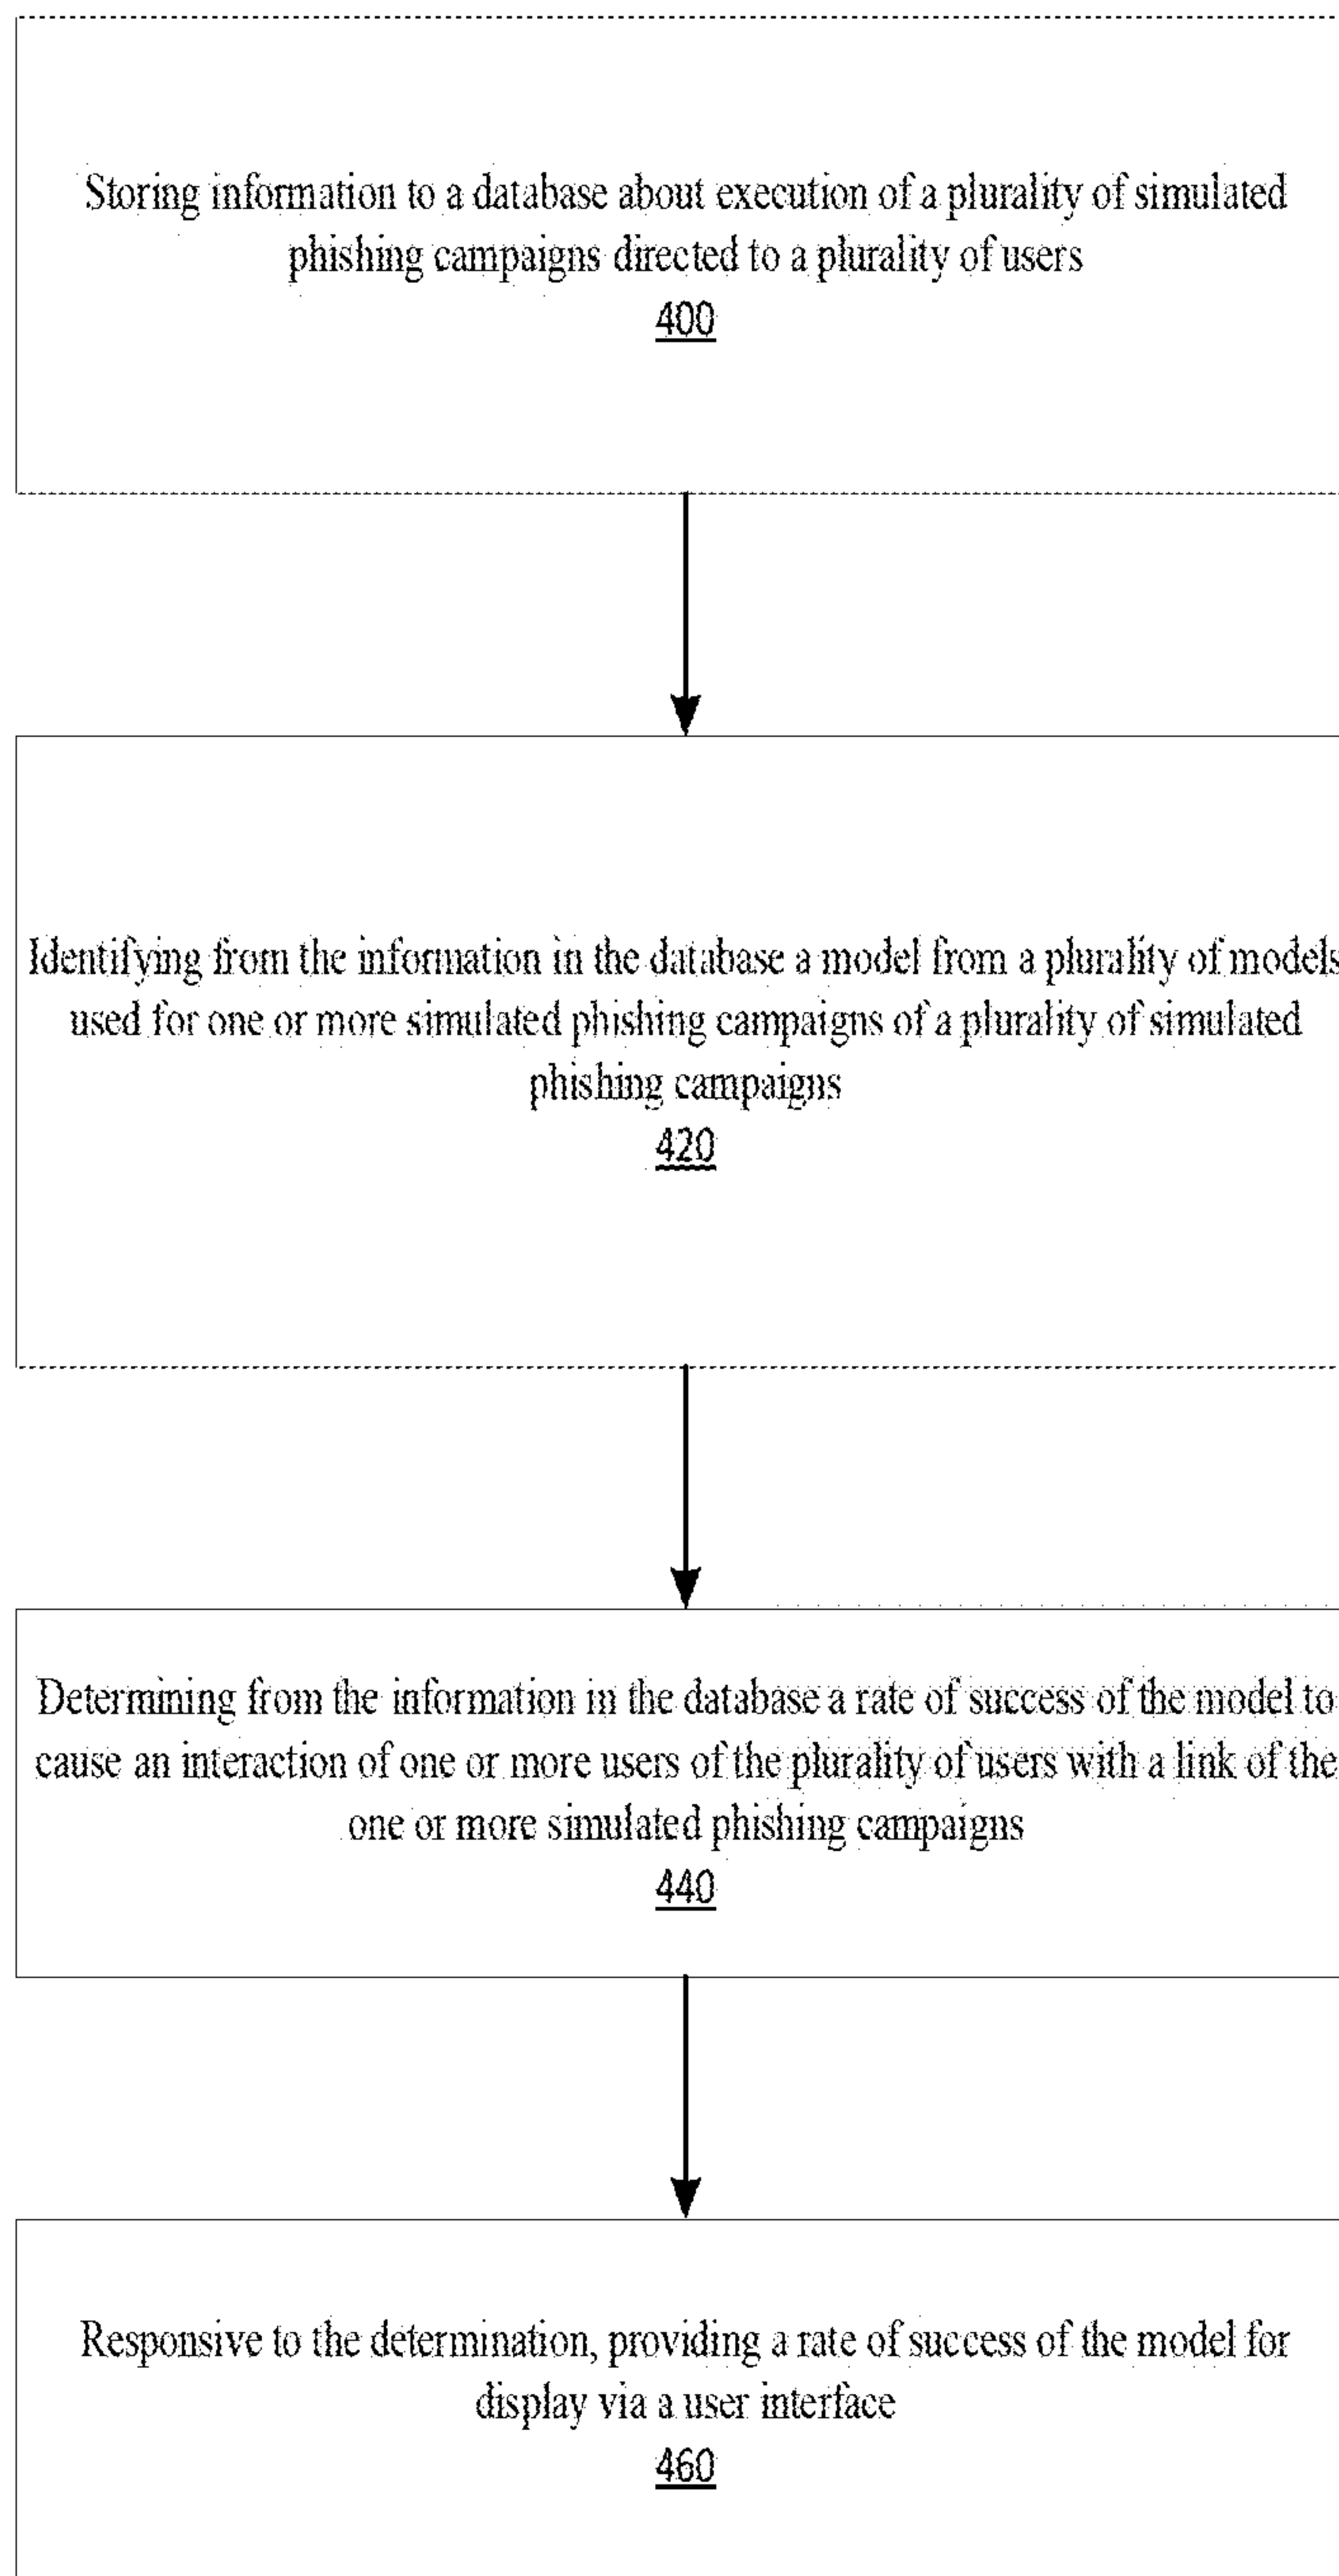 Storing information to a database about execution of a plurality of simulated
phishing campaigns directed to a plurality of users
400
Identifying from the information in the database a model from a plurality of models
used for one or more simulated phishing campaigns of a plurality of simulated
phishing campaigns
420
Determining from the information in the database a rate of success of the model to
cause an interaction of one or more users of the plurality of users with a link of the
one or more simulated phishing campaigns
440
Responsive to the determination, providing a rate of success of the model for
display via a user interface
460